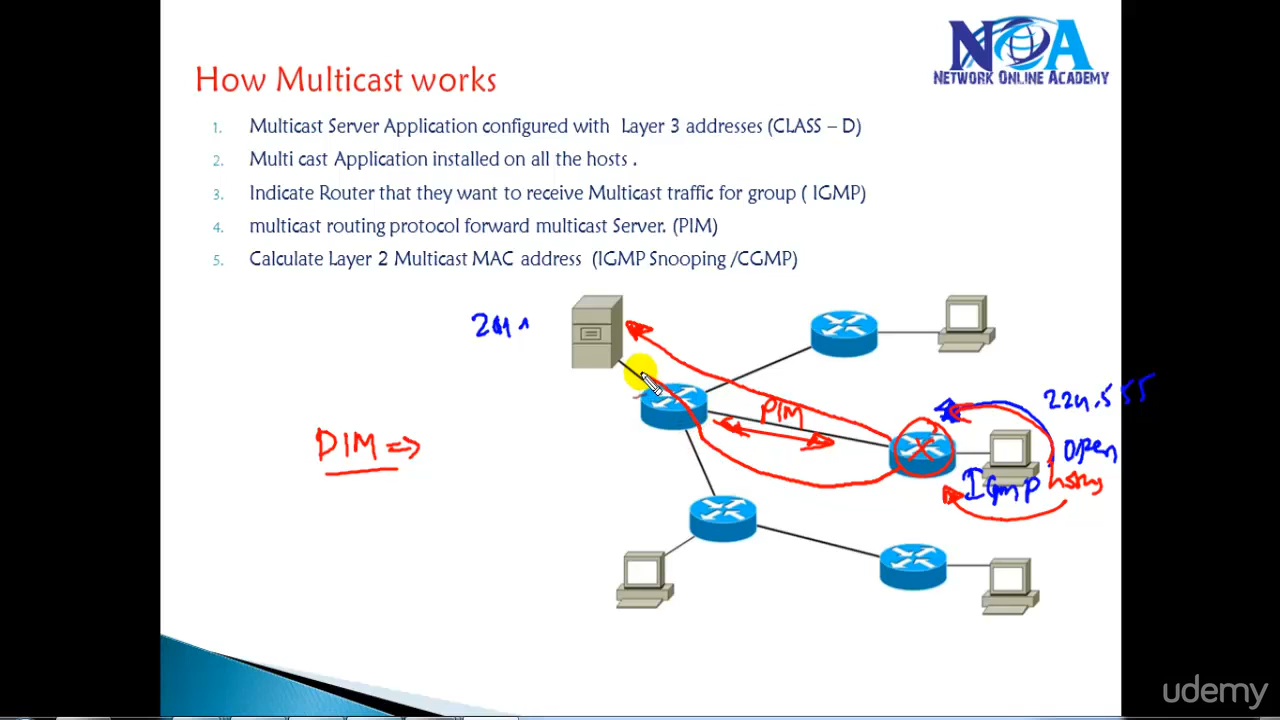 NOA
NETWORK ONLINE ACADEMY
How Multicast works
1. Multicast Server Application configured with Layer 3 addresses (CLASS – D)
2. Multi cast Application installed on all the hosts .
3. Indicate Router that they want to receive Multicast traffic for group ( IGMP)
4. multicast routing protocol forward multicast Server. (PIM)
5. Calculate Layer 2 Multicast MAC address (IGMP Snooping /CGMP)
224.555
PIM
PIM =>
open
IGmp
udemy